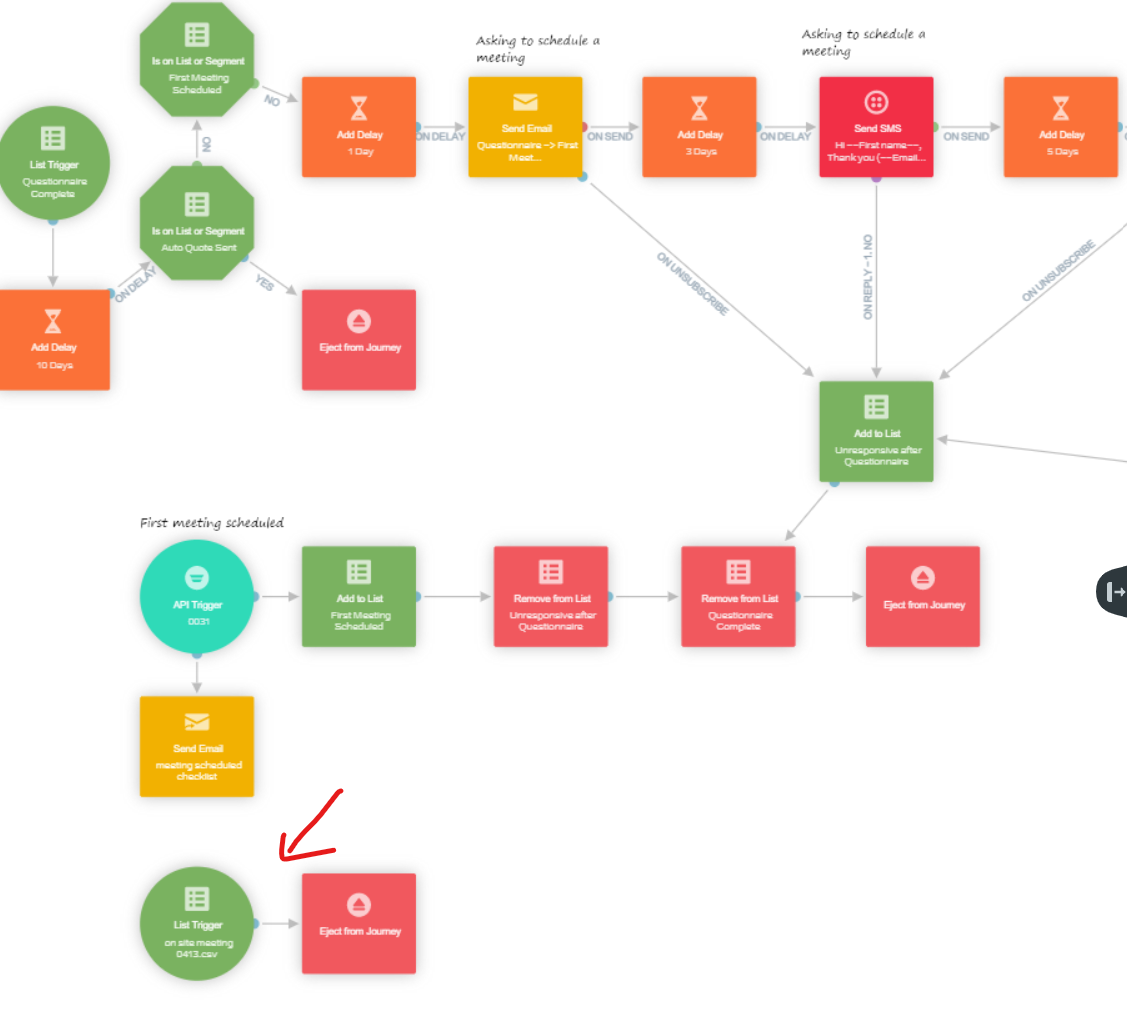 Is on List or Segment
First Meeting
Scheduled
NO
Asking to schedule a
meeting
Asking to schedule a
meeting
Add Delay
1 Day
ON DELAY
Send Email
Questionnaire -> First
Meet...
ON SEND
Add Delay
3 Days
ON DELAY
Send SMS
Hi ~~First name~~,
Thank you (~~Email...
ON SEND
Add Delay
5 Days
List Trigger
Questionnaire
Complete
NO
Is on List or Segment
Auto Quote Sent
ON DELAY
YES
Add Delay
10 Days
Eject from Journey
ON UNSUBSCRIBE
ON REPLY ~1. NO
ON UNSUBSCRIBE
Add to List
Unresponsive after
Questionnaire
First meeting scheduled
API Trigger
0031
Add to List
First Meeting
Scheduled
Remove from List
Unresponsive after
Questionnaire
Remove from List
Questionnaire
Complete
Eject from Journey
Send Email
meeting scheduled
checklist
List Trigger
on site meeting
0413.csv
Eject from Journey